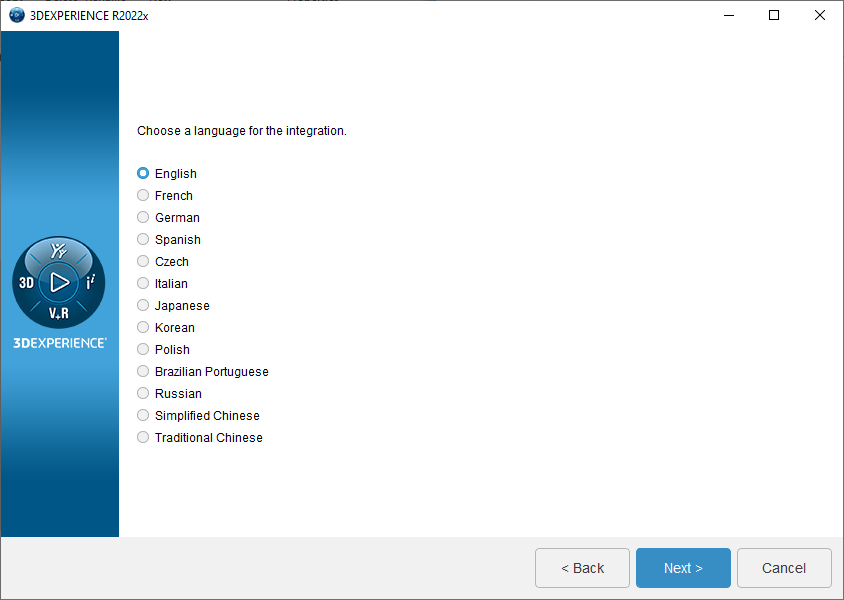 3DEXPERIENCE R2022x
Choose a language for the integration.
English
French
German
Spanish
Czech
Italian
Japanese
Korean
Polish
Brazilian Portuguese
Russian
Simplified Chinese
Traditional Chinese
3D
i
V+R
3DEXPERIENCE
< Back
Next >
Cancel